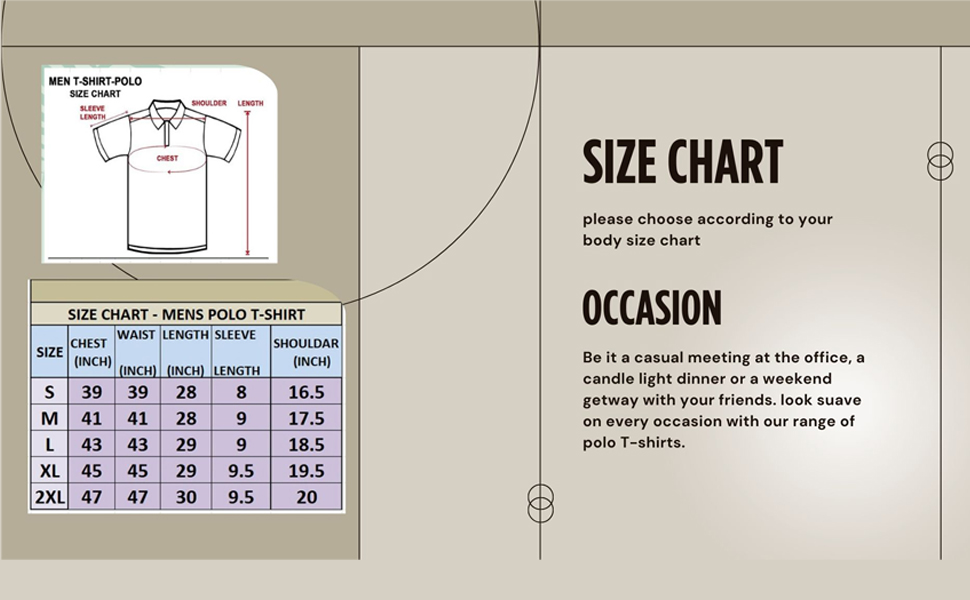 MEN T-SHIRT-POLO
SIZE CHART
SLEEVE
LENGTH
SHOULDER
LENGTH
CHEST
SIZE CHART - MENS POLO T-SHIRT
SIZE CHEST (INCH) WAIST (INCH) LENGTH (INCH) SLEEVE LENGTH SHOULDAR (INCH)
S 39 39 28 8 16.5
M 41 41 28 9 17.5
L 43 43 29 9 18.5
XL 45 45 29 9.5 19.5
2XL 47 47 30 9.5 20
SIZE CHART
please choose according to your
body size chart
OCCASION
Be it a casual meeting at the office, a
candle light dinner or a weekend
getway with your friends. look suave
on every occasion with our range of
polo T-shirts.